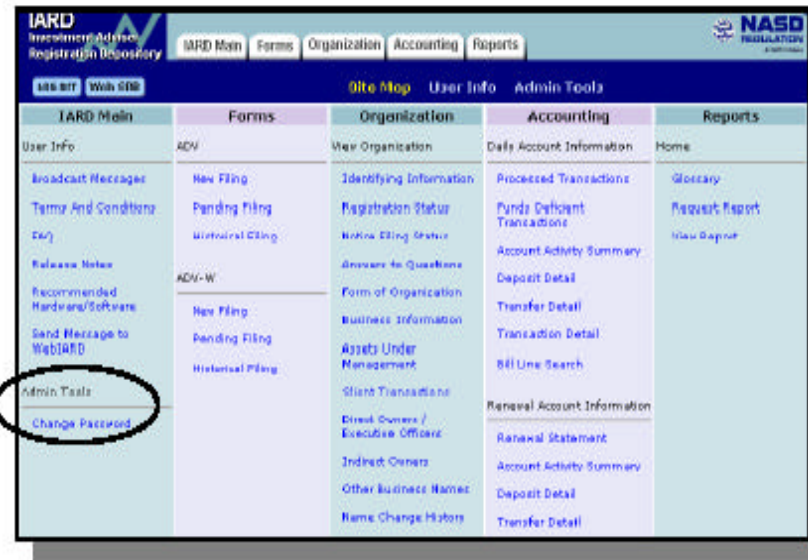 IARD
Investment Adviser
Registration Depository
IARD Main Forms Organization Accounting Reports
NASD
REGULATION
LOG OFF Web CRD
Site Map User Info Admin Tools
IARD Main
User Info
Broadcast Messages
Terms And Conditions
FAQ
Release Notes
Recommended
Hardware/Software
Send Message to
WebIARD
Admin Tools
Change Password
Forms
ADV
New Filing
Pending Filing
Historical Filing
ADV-W
New Filing
Pending Filing
Historical Filing
Organization
View Organization
Identifying Information
Registration Status
Notice Filing Status
Answers to Questions
Form of Organization
Business Information
Assets Under
Management
Client Transactions
Direct Owners /
Executive Officers
Indirect Owners
Other Business Names
Name Change History
Accounting
Daily Account Information
Processed Transactions
Funds Deficient
Transactions
Account Activity Summary
Deposit Detail
Transfer Detail
Transaction Detail
Bill Line Search
Renewal Account Information
Renewal Statement
Account Activity Summary
Deposit Detail
Transfer Detail
Reports
Home
Glossary
Request Report
View Report